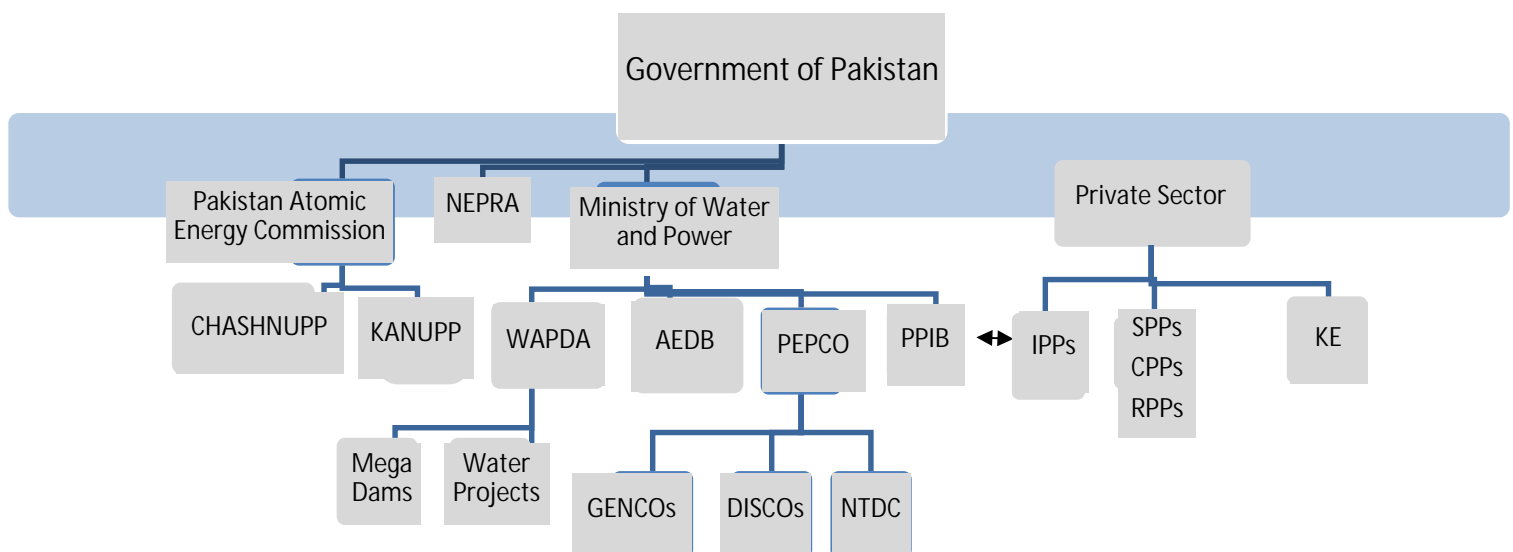 Government of Pakistan
Pakistan Atomic
Energy Commission
NEPRA
Ministry of Water
and Power
Private Sector
CHASHNUPP
KANUPP
WAPDA
AEDB
PEPCO
PPIB
IPPs
SPPs
CPPs
RPPs
KE
Mega
Dams
Water
Projects
GENCOs
DISCOs
NTDC